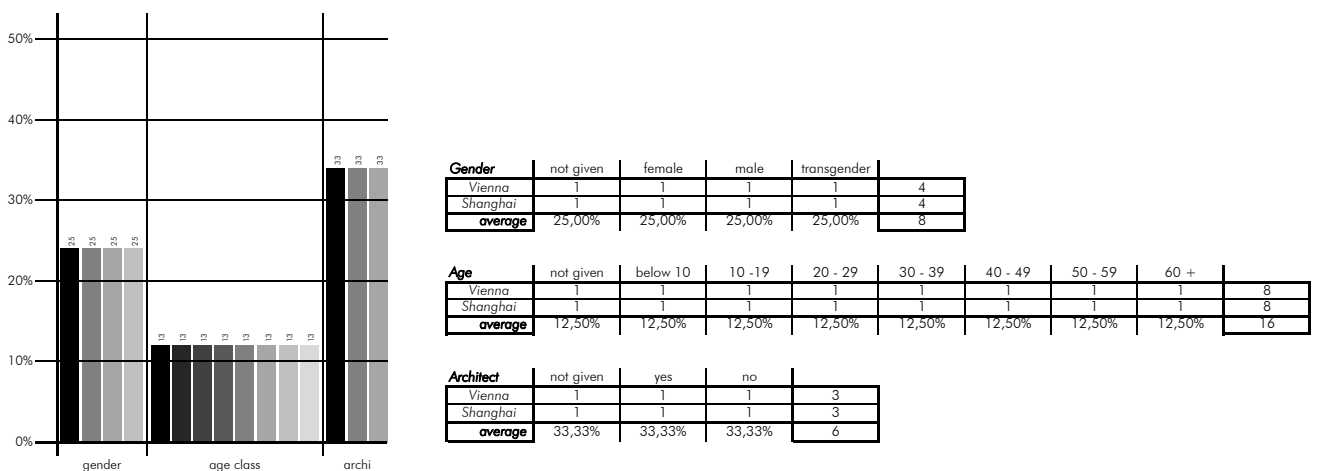 50%
40%
30%
20%
10%
0%
25 25 25 25
13 13 13 13 13 13 13 13
33 33 33
gender age class archi
Gender not given female male transgender
Vienna 1 1 1 1 4
Shanghai 1 1 1 1 4
average 25,00% 25,00% 25,00% 25,00% 8
Age not given below 10 10 -19 20 - 29 30 - 39 40 - 49 50 - 59 60 +
Vienna 1 1 1 1 1 1 1 1 8
Shanghai 1 1 1 1 1 1 1 1 8
average 12,50% 12,50% 12,50% 12,50% 12,50% 12,50% 12,50% 12,50% 16
Architect not given yes no
Vienna 1 1 1 3
Shanghai 1 1 1 3
average 33,33% 33,33% 33,33% 6